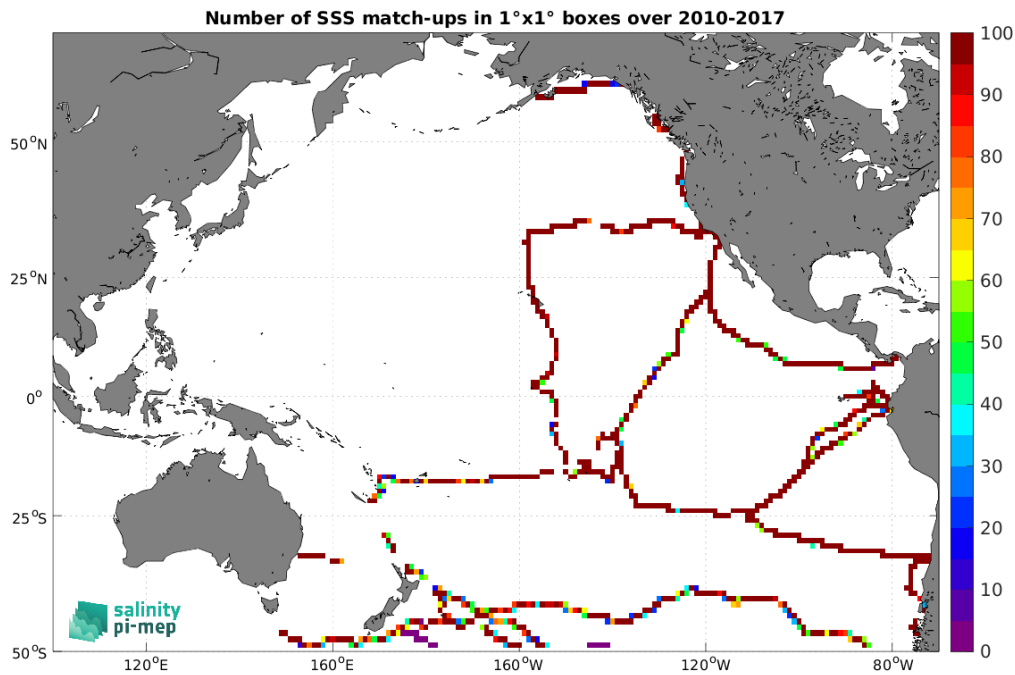 Number of SSS match-ups in 1°x1° boxes over 2010-2017
50°N
25°N
0°
25°S
50°S
120°E
160°E
160°W
120°W
80°W
100
90
80
70
60
50
40
30
20
10
0
salinity
pi-mep